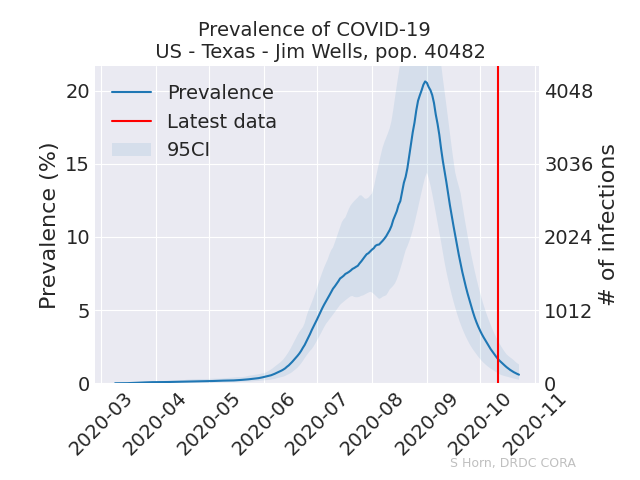 Prevalence of COVID-19
US - Texas - Jim Wells, pop. 40482
Prevalence
Latest data
95CI
Prevalence (%)
20
15
10
5
0
4048
3036
2024
1012
0
# of infections
2020-03
2020-04
2020-05
2020-06
2020-07
2020-08
2020-09
2020-10
2020-11
S Horn, DRDC CORA